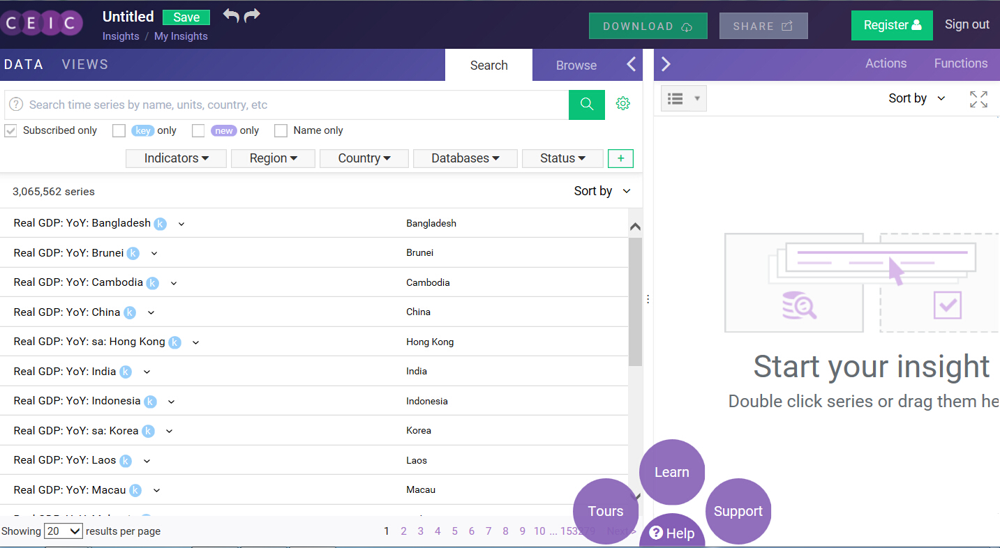 CEIC
Untitled Save
Insights / My Insights
DOWNLOAD
SHARE
Register
Sign out
DATA VIEWS
Search
Browse
Actions
Functions
? Search time series by name, units, country, etc
Sort by
Subscribed only key only new only Name only
Indicators Region Country Databases Status +
3,065,562 series
Sort by
Real GDP: YoY: Bangladesh k Bangladesh
Real GDP: YoY: Brunei k Brunei
Real GDP: YoY: Cambodia k Cambodia
Real GDP: YoY: China k China
Real GDP: YoY: sa: Hong Kong k Hong Kong
Real GDP: YoY: India k India
Real GDP: YoY: Indonesia k Indonesia
Real GDP: YoY: sa: Korea k Korea
Real GDP: YoY: Laos k Laos
Real GDP: YoY: Macau k Macau
Start your insight
Double click series or drag them he
Learn
Tours
Support
? Help
Showing 20 results per page
1 2 3 4 5 6 7 8 9 10 ... 153279 Next >